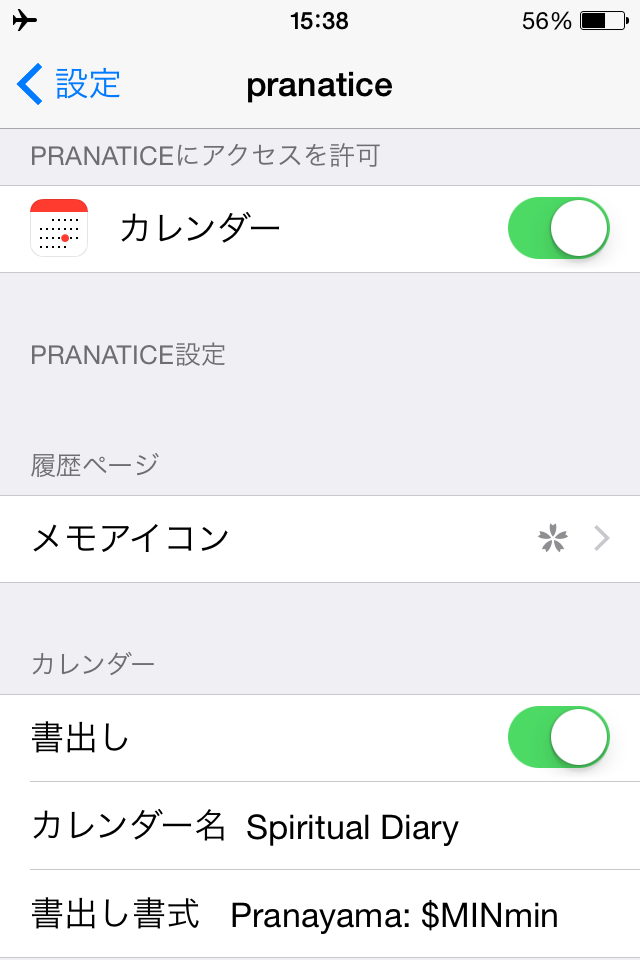 15:38 56%
設定 pranatice
PRANATICEにアクセスを許可
カレンダー
PRANATICE設定
履歴ページ
メモアイコン
カレンダー
書出し
カレンダー名 Spiritual Diary
書出し書式 Pranayama: $MINmin